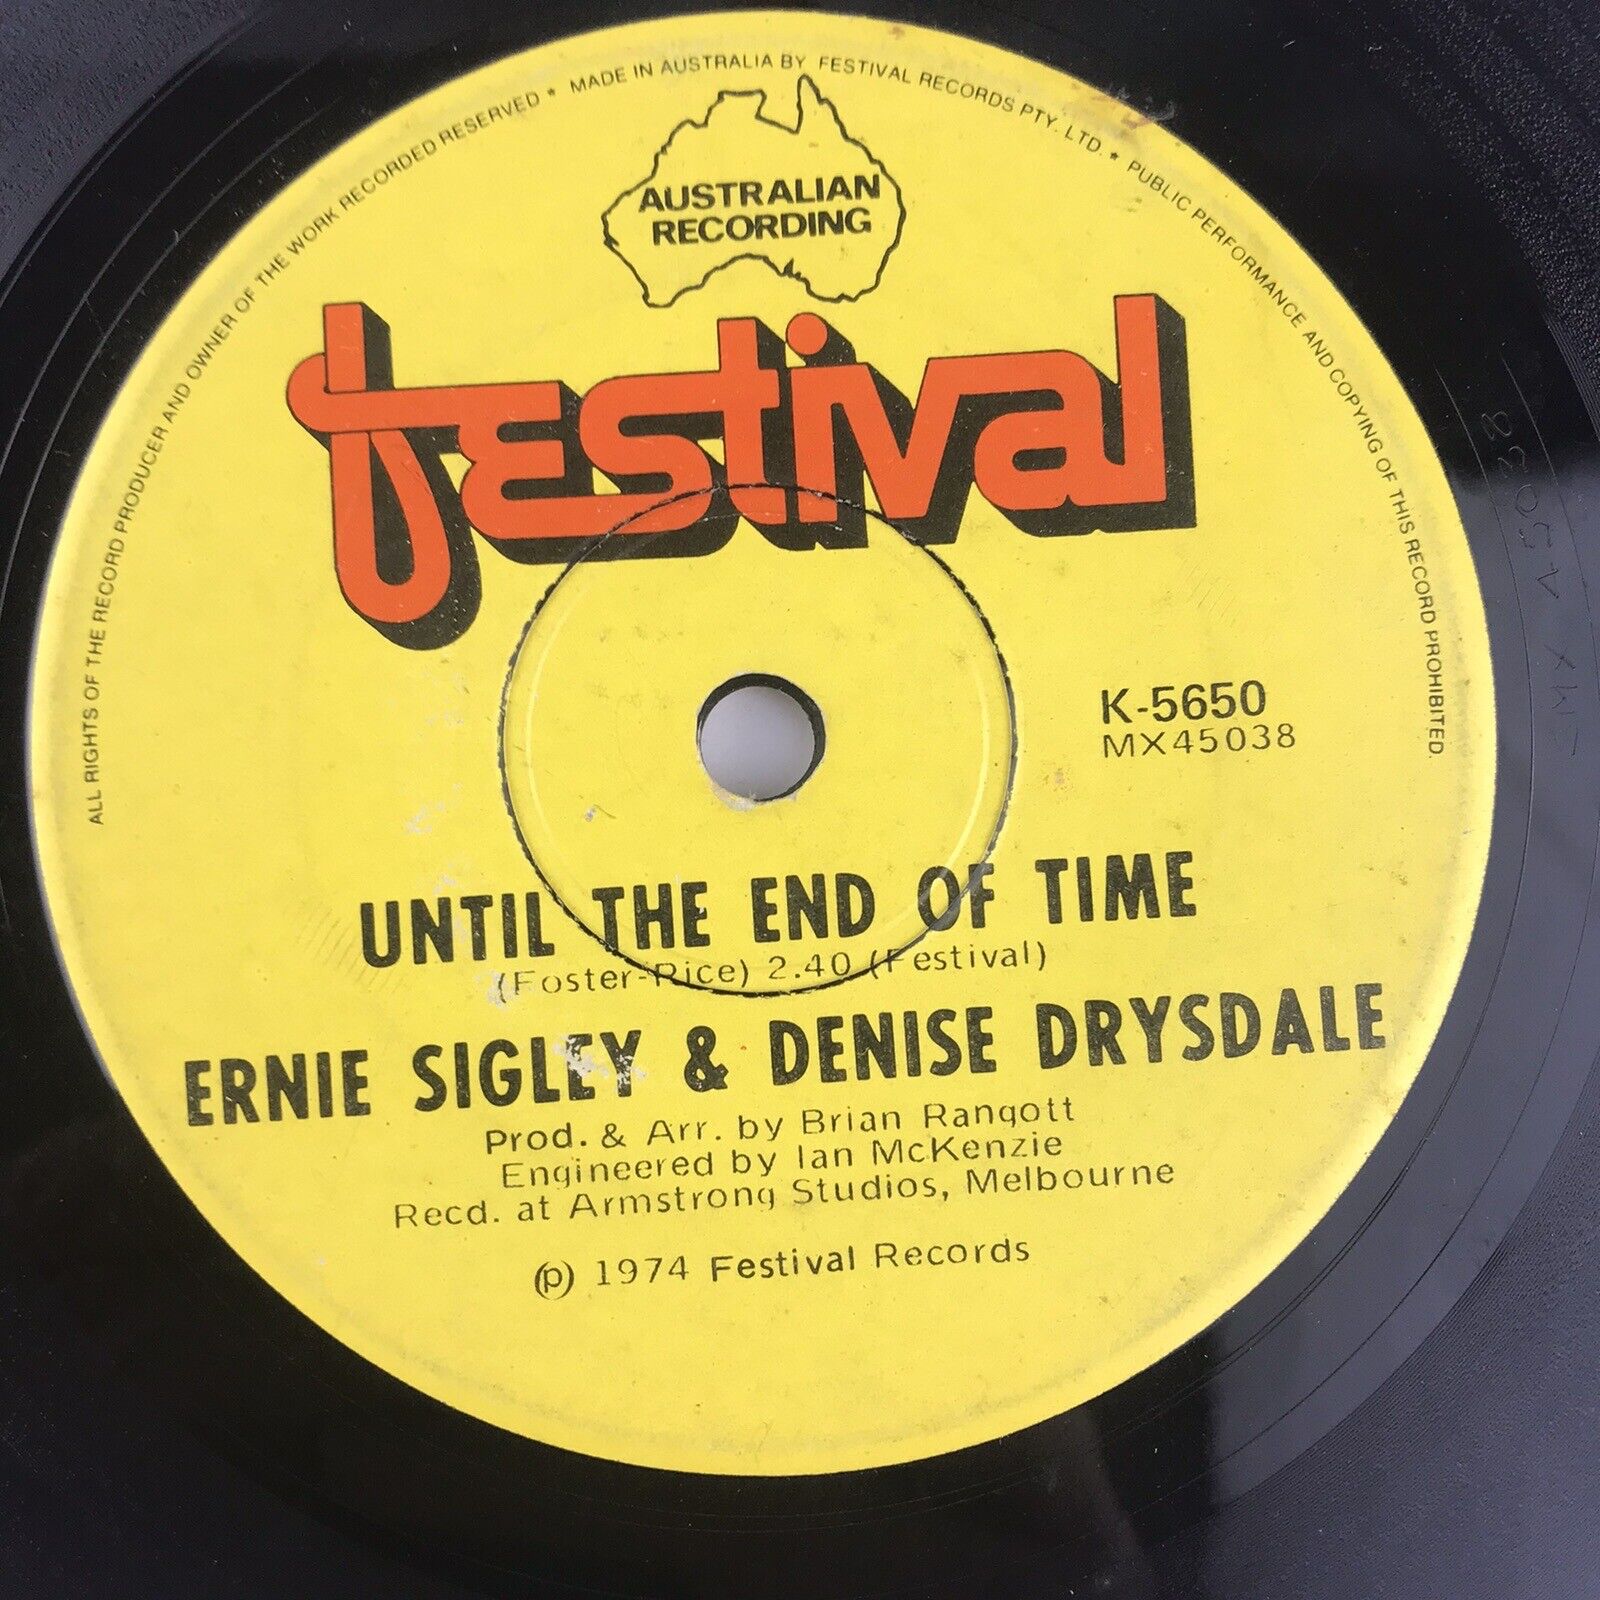 ALL RIGHTS OF THE RECORD PRODUCER AND OWNER OF THE WORK RECORDED RESERVED * MADE IN AUSTRALIA BY FESTIVAL RECORDS PTY. LTD. * PUBLIC PERFORMANCE AND COPYING OF THIS RECORD PROHIBITED.
AUSTRALIAN
RECORDING
festival
K-5650
MX45038
MX45038
UNTIL THE END OF TIME
(Foster-Rice) 2.40 (Festival)
ERNIE SIGLEY & DENISE DRYSDALE
Prod. & Arr. by Brian Rangott
Engineered by Ian McKenzie
Recd. at Armstrong Studios, Melbourne
(p) 1974 Festival Records